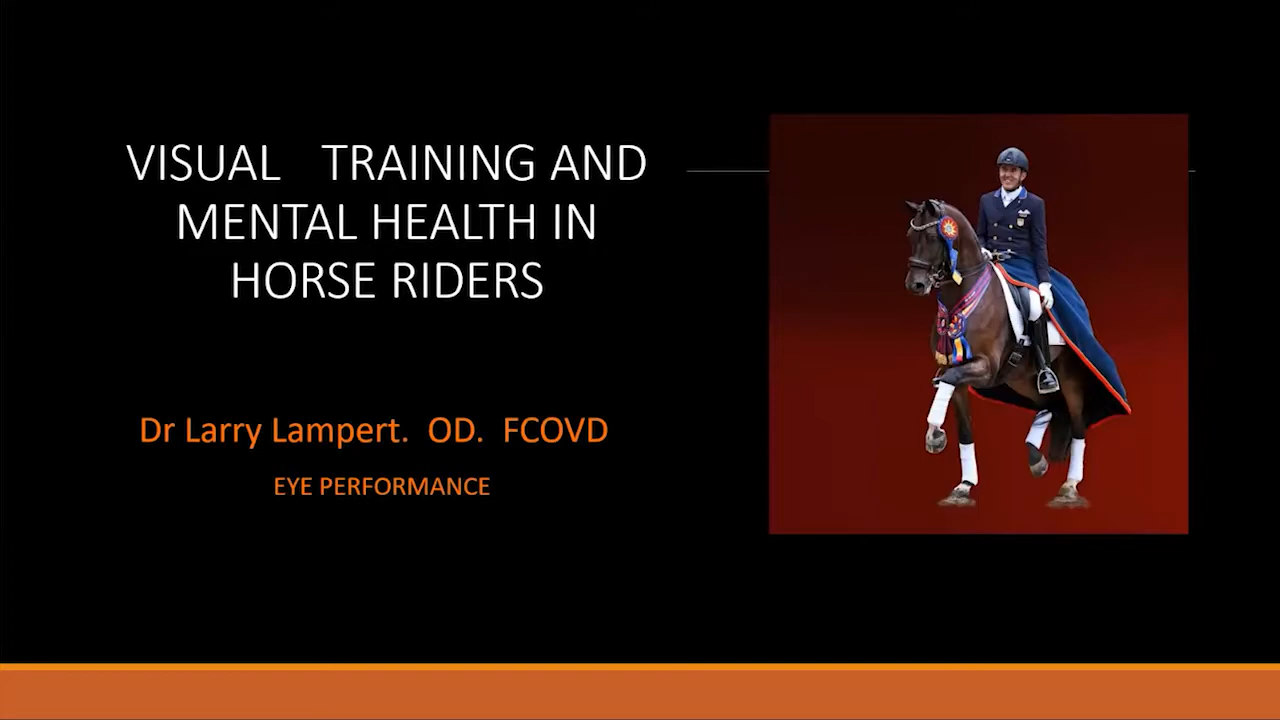 VISUAL TRAINING AND
MENTAL HEALTH IN
HORSE RIDERS
Dr Larry Lampert. OD. FCOVD
EYE PERFORMANCE